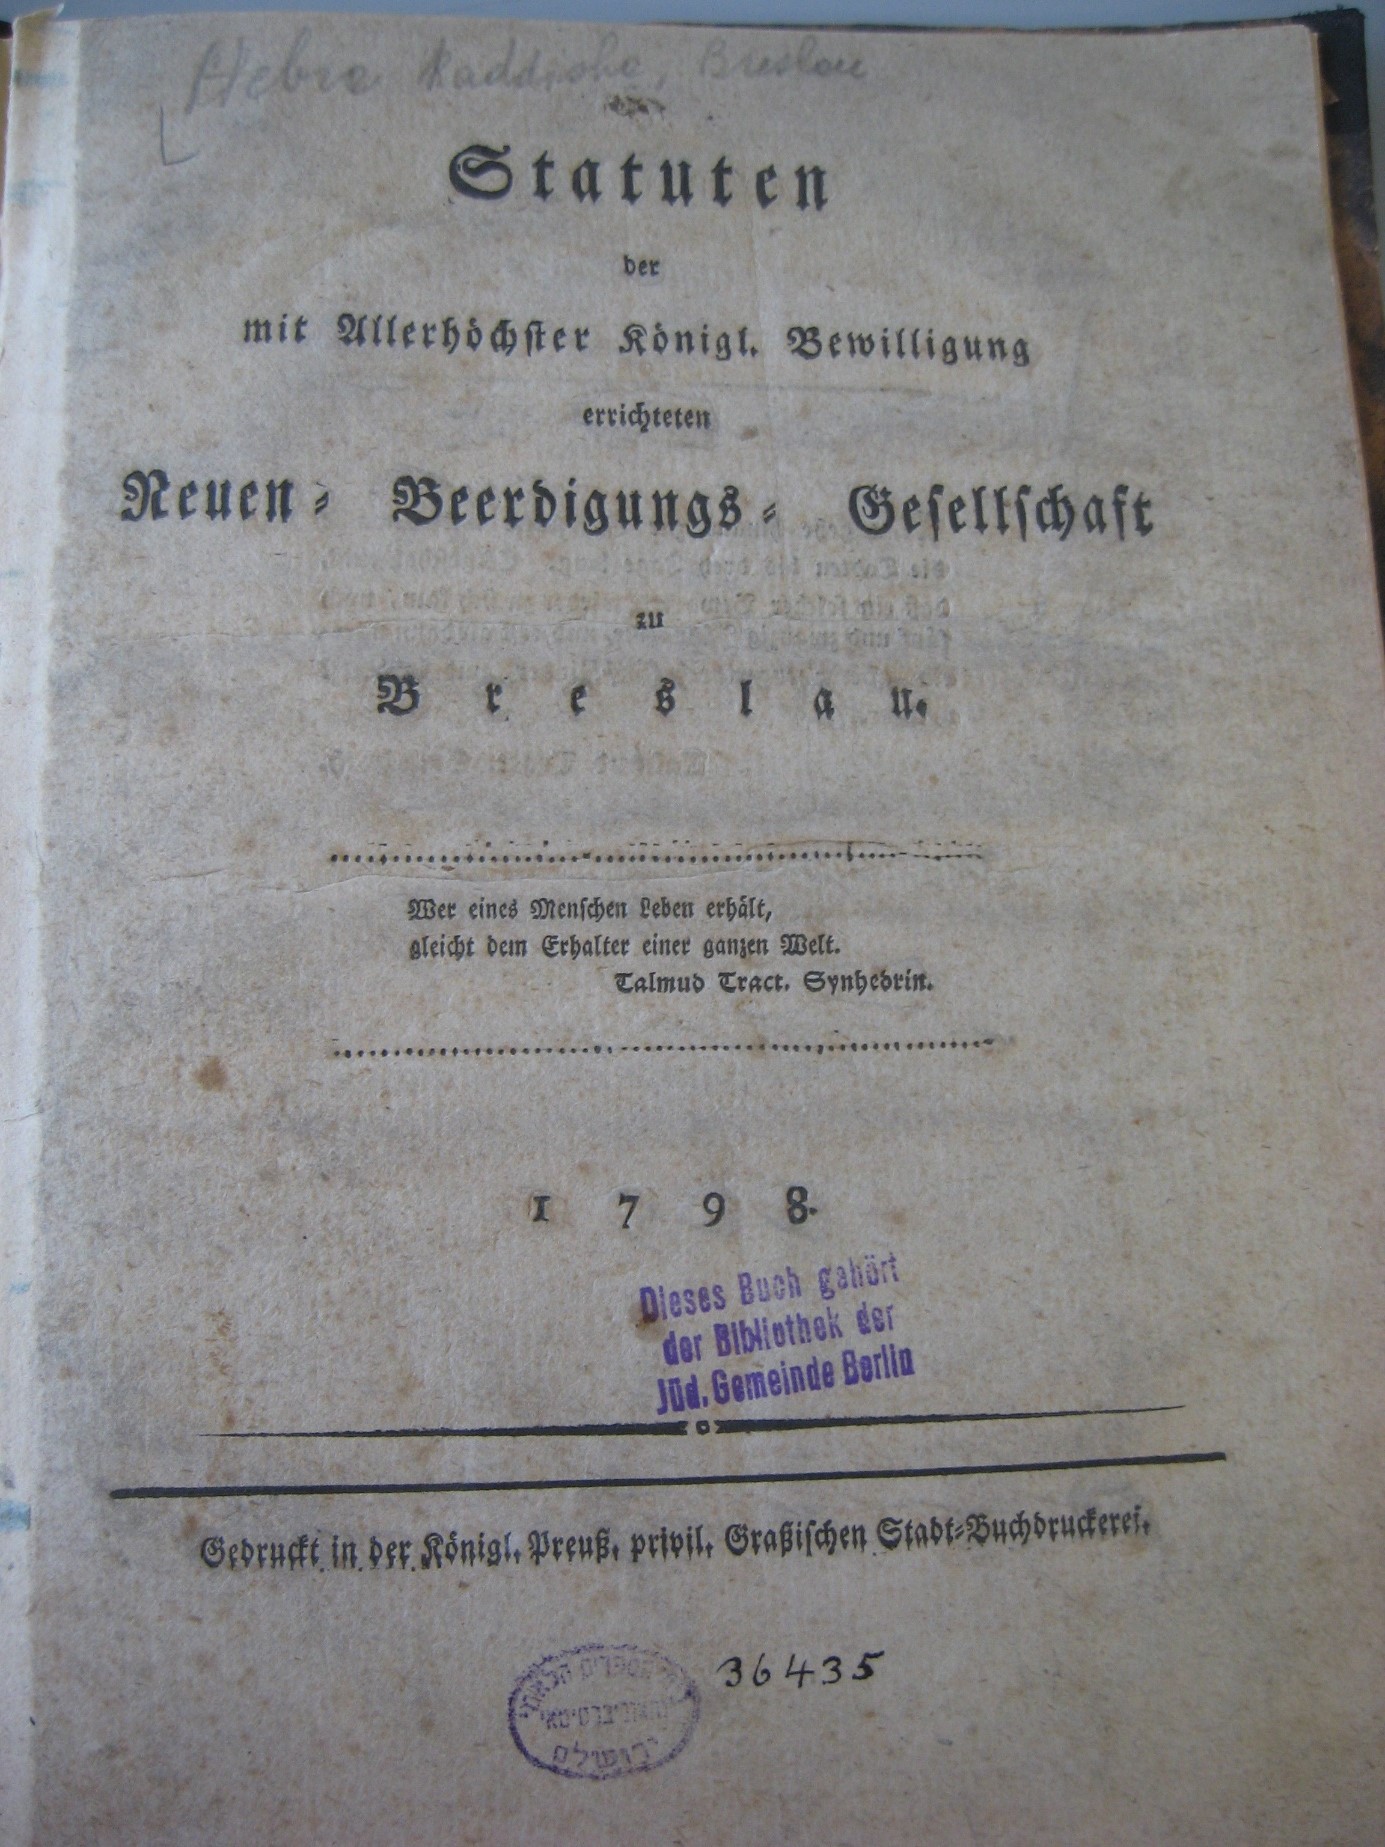 Hebra Kaddisha, Breslau
Statuten
der
mit Allerhöchster Königl. Bewilligung
errichteten
Neuen- Beerdigungs- Gesellschaft
zu
Breslau.
Wer eines Menschen Leben erhält,
gleicht dem Erhalter einer ganzen Welt.
Talmud Tract. Synhedrin.
1798.
Dieses Buch gehört
der Bibliothek der
Jüd. Gemeinde Berlin
Gedruckt in der Königl. Preuß. privil. Graßischen Stadt-Buchdruckerei.
36435